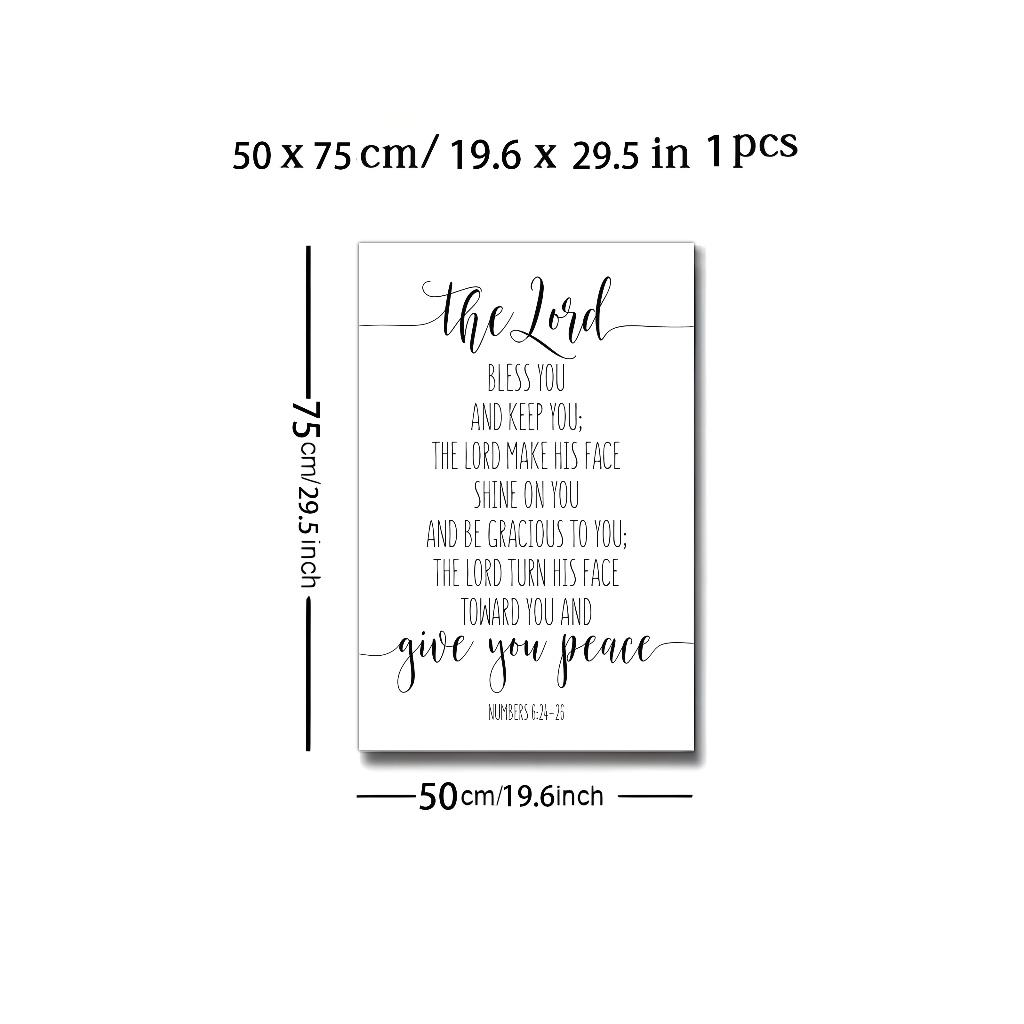 50 x 75 cm/ 19.6 x 29.5 in 1 pcs
the Lord
BLESS YOU
AND KEEP YOU;
THE LORD MAKE HIS FACE
SHINE ON YOU
AND BE GRACIOUS TO YOU;
THE LORD TURN HIS FACE
TOWARD YOU AND
give you peace
NUMBERS 6:24-26
75cm/29.5inch
50cm/19.6inch